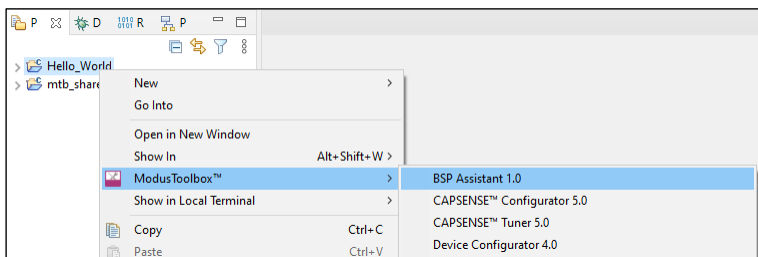 P D 1010 0101 R P
Hello_World
mtb_share
New
Go Into
Open in New Window
Show In Alt+Shift+W >
ModusToolbox™
BSP Assistant 1.0
Show in Local Terminal
CAPSENSE™ Configurator 5.0
CAPSENSE™ Tuner 5.0
Copy Ctrl+C
Device Configurator 4.0
Paste Ctrl+V